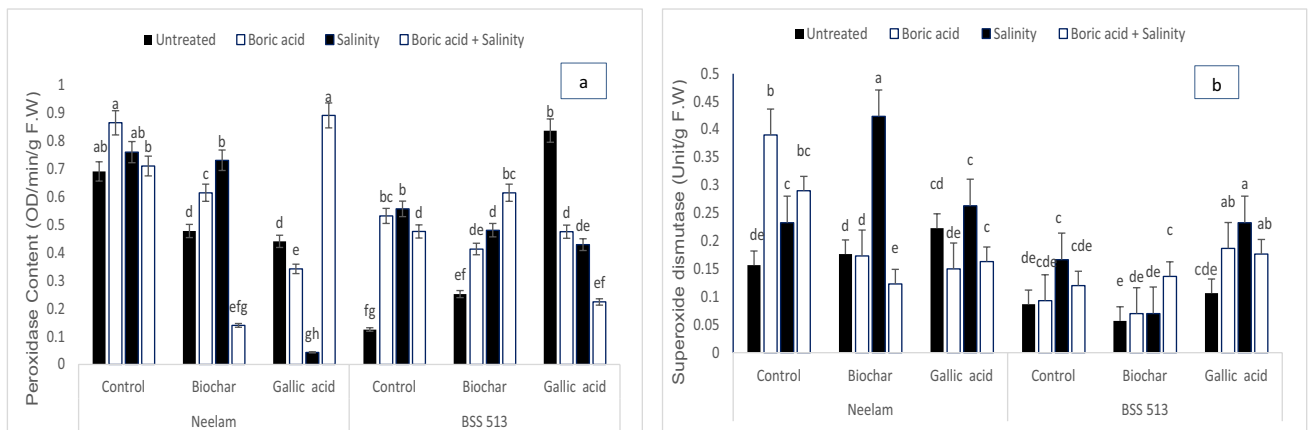 Untreated Boric acid Salinity Boric acid + Salinity
a
Peroxidase Content (OD/min/g F.W)
1
0.9
0.8
0.7
0.6
0.5
0.4
0.3
0.2
0.1
0
ab a ab b
d c b efg
d e gh a
fg bc b d
ef de d c
b d de ef
Control Biochar Gallic acid Control Biochar Gallic acid
Neelam BSS 513
Untreated Boric acid Salinity Boric acid + Salinity
b
Superoxide dismutase (Unit/g F.W)
0.5
0.45
0.4
0.35
0.3
0.25
0.2
0.15
0.1
0.05
0
de b c bc
d d a e
cd de c c
de cde c cde
e de de c
cde ab a ab
Control Biochar Gallic acid Control Biochar Gallic acid
Neelam BSS 513